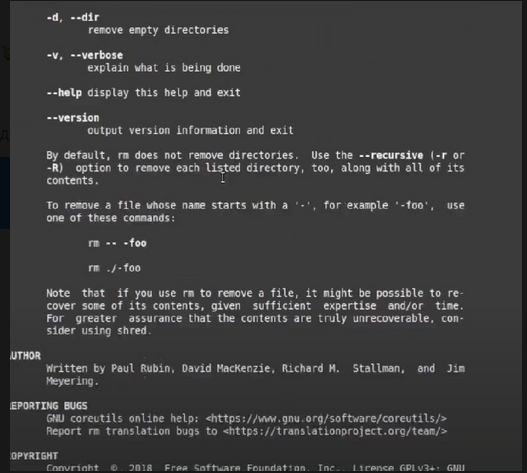 -d, --dir
remove empty directories
-v, --verbose
explain what is being done
--help display this help and exit
--version
output version information and exit
By default, rm does not remove directories. Use the --recursive (-r or
-R) option to remove each listed directory, too, along with all of its
contents.
To remove a file whose name starts with a '-', for example '-foo', use
one of these commands:
rm -- -foo
rm ./-foo
Note that if you use rm to remove a file, it might be possible to re-
cover some of its contents, given sufficient expertise and/or time.
For greater assurance that the contents are truly unrecoverable, con-
sider using shred.
UTHOR
Written by Paul Rubin, David MacKenzie, Richard M. Stallman, and Jim
Meyering.
EPORTING BUGS
GNU coreutils online help: <https://www.gnu.org/software/coreutils/>
Report rm translation bugs to <https://translationproject.org/team/>
OPYRIGHT
Copyright © 2018 Free Software Foundation, Inc. License GPLv3+: GNU